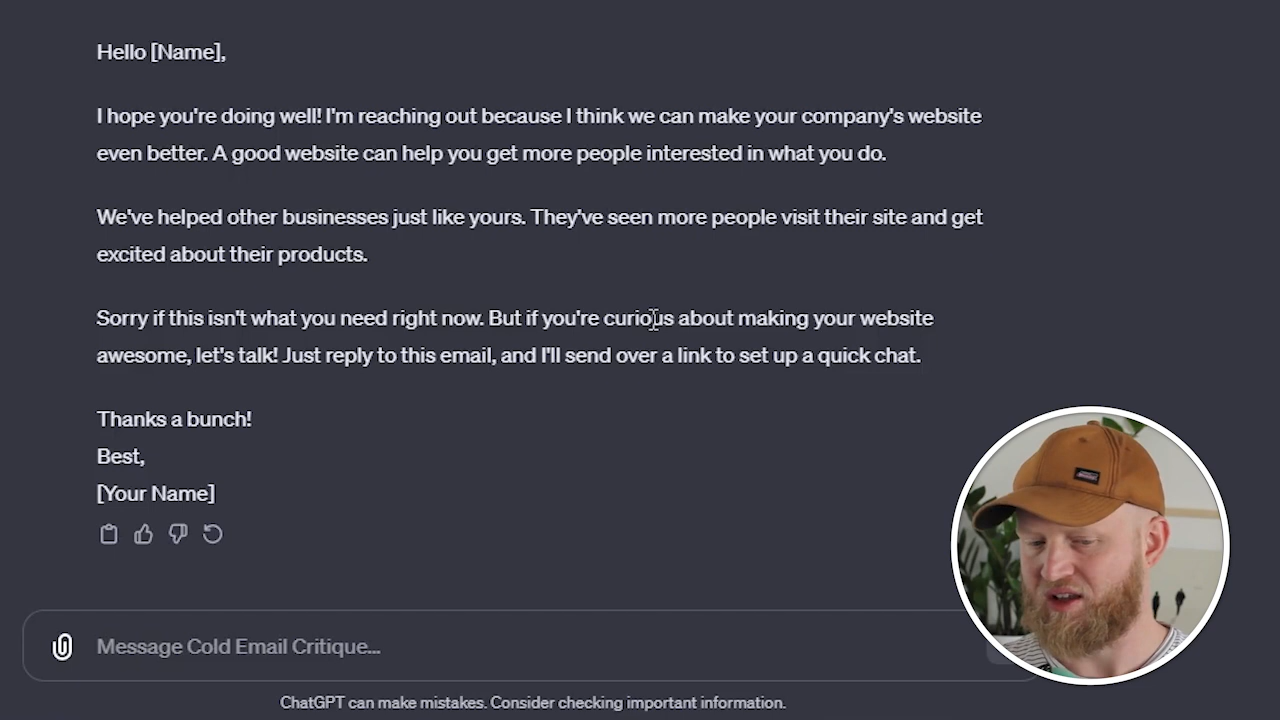 Hello [Name],
I hope you're doing well! I'm reaching out because I think we can make your company's website
even better. A good website can help you get more people interested in what you do.
We've helped other businesses just like yours. They've seen more people visit their site and get
excited about their products.
Sorry if this isn't what you need right now. But if you're curious about making your website
awesome, let's talk! Just reply to this email, and I'll send over a link to set up a quick chat.
Thanks a bunch!
Best,
[Your Name]
Message Cold Email Critique...
ChatGPT can make mistakes. Consider checking important information.